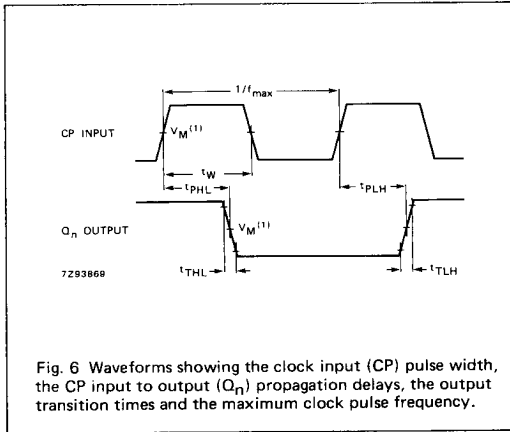 1/fmax
CP INPUT
VM(1)
tW
tPHL
tPLH
Qn OUTPUT
VM(1)
7Z93869
tTHL
tTLH
Fig. 6 Waveforms showing the clock input (CP) pulse width,
the CP input to output (Qn) propagation delays, the output
transition times and the maximum clock pulse frequency.